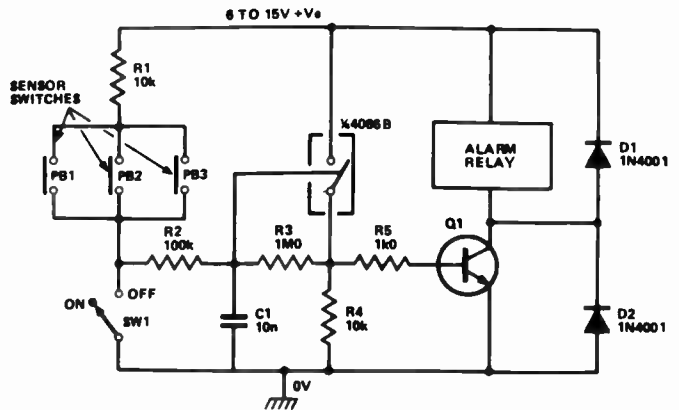 6 TO 15V +Ve
R1
10k
SENSOR
SWITCHES
¼4066B
PB1
PB2
PB3
ALARM
RELAY
D1
1N4001
R2
100k
R3
1M0
R5
1k0
Q1
ON
OFF
SW1
C1
10n
R4
10k
D2
1N4001
0V